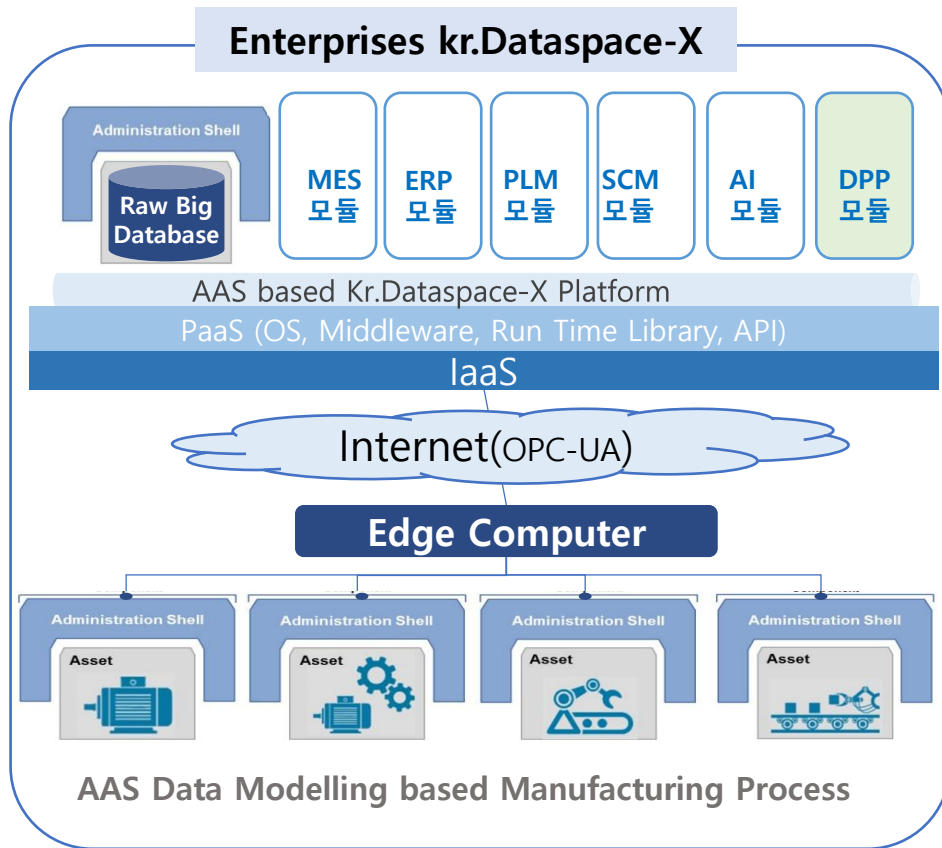 Enterprises kr.Dataspace-X
Administration Shell
Raw Big
Database
MES
모듈
ERP
모듈
PLM
모듈
SCM
모듈
AI
모듈
DPP
모듈
AAS based Kr.Dataspace-X Platform
PaaS (OS, Middleware, Run Time Library, API)
IaaS
Internet(OPC-UA)
Edge Computer
Administration Shell
Asset
Administration Shell
Asset
Administration Shell
Asset
Administration Shell
Asset
AAS Data Modelling based Manufacturing Process